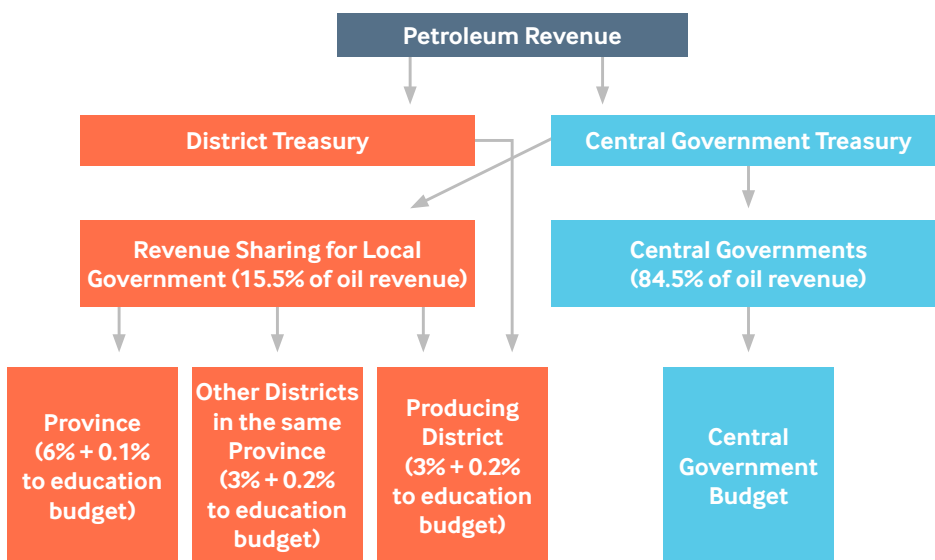 Petroleum Revenue
District Treasury
Central Government Treasury
Revenue Sharing for Local
Government (15.5% of oil revenue)
Central Governments
(84.5% of oil revenue)
Province
(6% + 0.1%
to education
budget)
Other Districts
in the same
Province
(3% + 0.2%
to education
budget)
Producing
District
(3% + 0.2%
to education
budget)
Central
Government
Budget